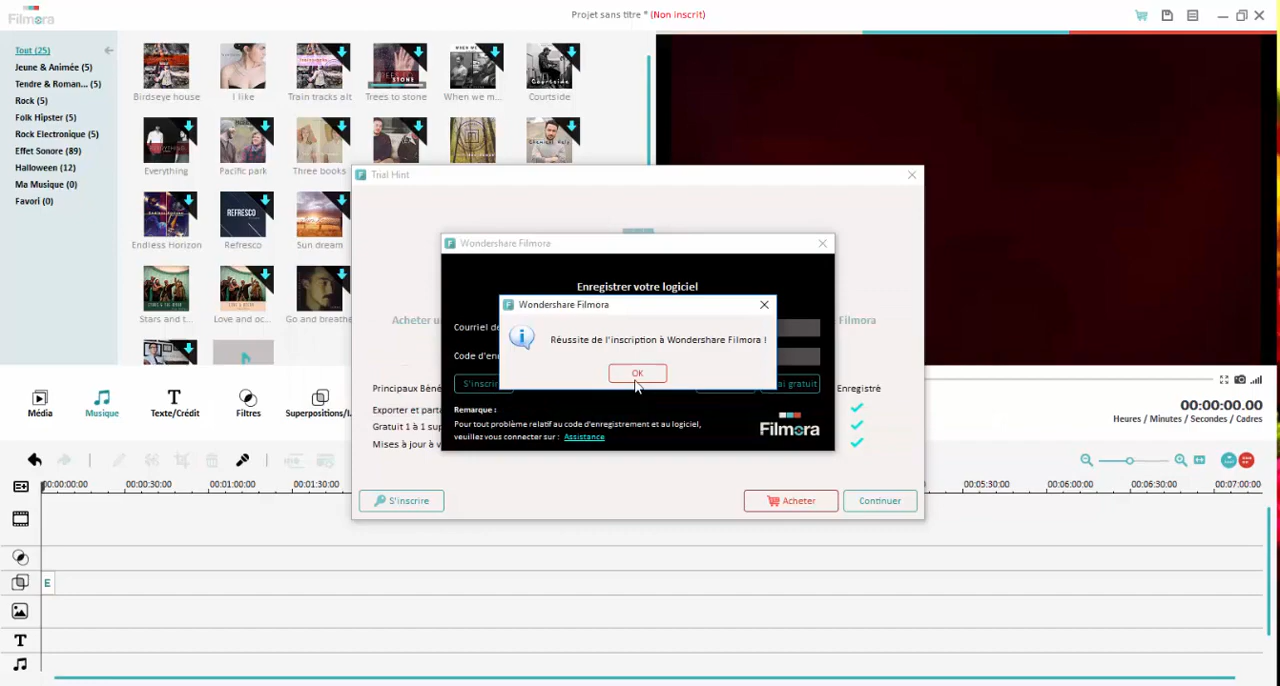 Filmora
Projet sans titre * (Non inscrit)
Tout (25)
Jeune & Animée (5)
Tendre & Roman... (5)
Rock (5)
Folk Hipster (5)
Rock Electronique (5)
Effet Sonore (89)
Halloween (12)
Ma Musique (0)
Favori (0)
Birdseye house
I like
Train tracks alt
Trees to stone
When we m...
Courtside
Everything
Pacific park
Three books
Endless Horizon
Refresco
Sun dream
Stars and t...
Love and oc...
Go and breathe
REFRESCO
STONE
Trial Hint
Wondershare Filmora
Enregistrer votre logiciel
Wondershare Filmora
Réussite de l'inscription à Wondershare Filmora !
OK
Acheter u
Filmora
Courriel de
Code d'en
S'inscrir
ai gratuit
Principaux Béné
Enregistré
Exporter et parta
Gratuit 1 à 1 sup
Mises à jour à v
Remarque :
Pour tout problème relatif au code d'enregistrement et au logiciel,
veuillez vous connecter sur : Assistance
Filmora
S'inscrire
Acheter
Continuer
Média
Musique
Texte/Crédit
Filtres
Superpositions/I...
00:00:00.00
Heures / Minutes / Secondes / Cadres
00:00:00:00
00:00:30:00
00:01:00:00
00:01:30:00
00:05:30:00
00:06:00:00
00:06:30:00
00:07:00:00
E
T